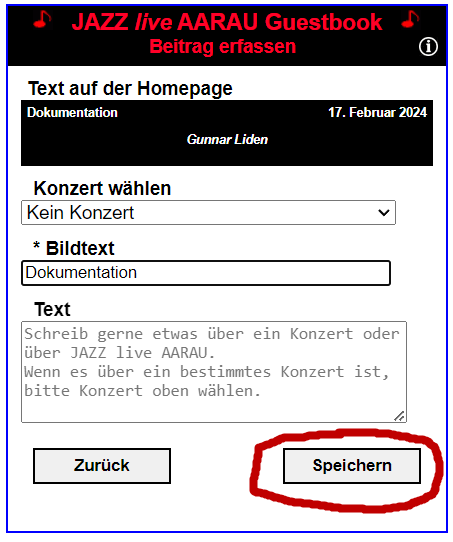 JAZZ live AARAU Guestbook
Beitrag erfassen
Text auf der Homepage
Dokumentation 17. Februar 2024
Gunnar Liden
Konzert wählen
Kein Konzert
* Bildtext
Dokumentation
Text
Schreib gerne etwas über ein Konzert oder
über JAZZ live AARAU.
Wenn es über ein bestimmtes Konzert ist,
bitte Konzert oben wählen.
Zurück Speichern